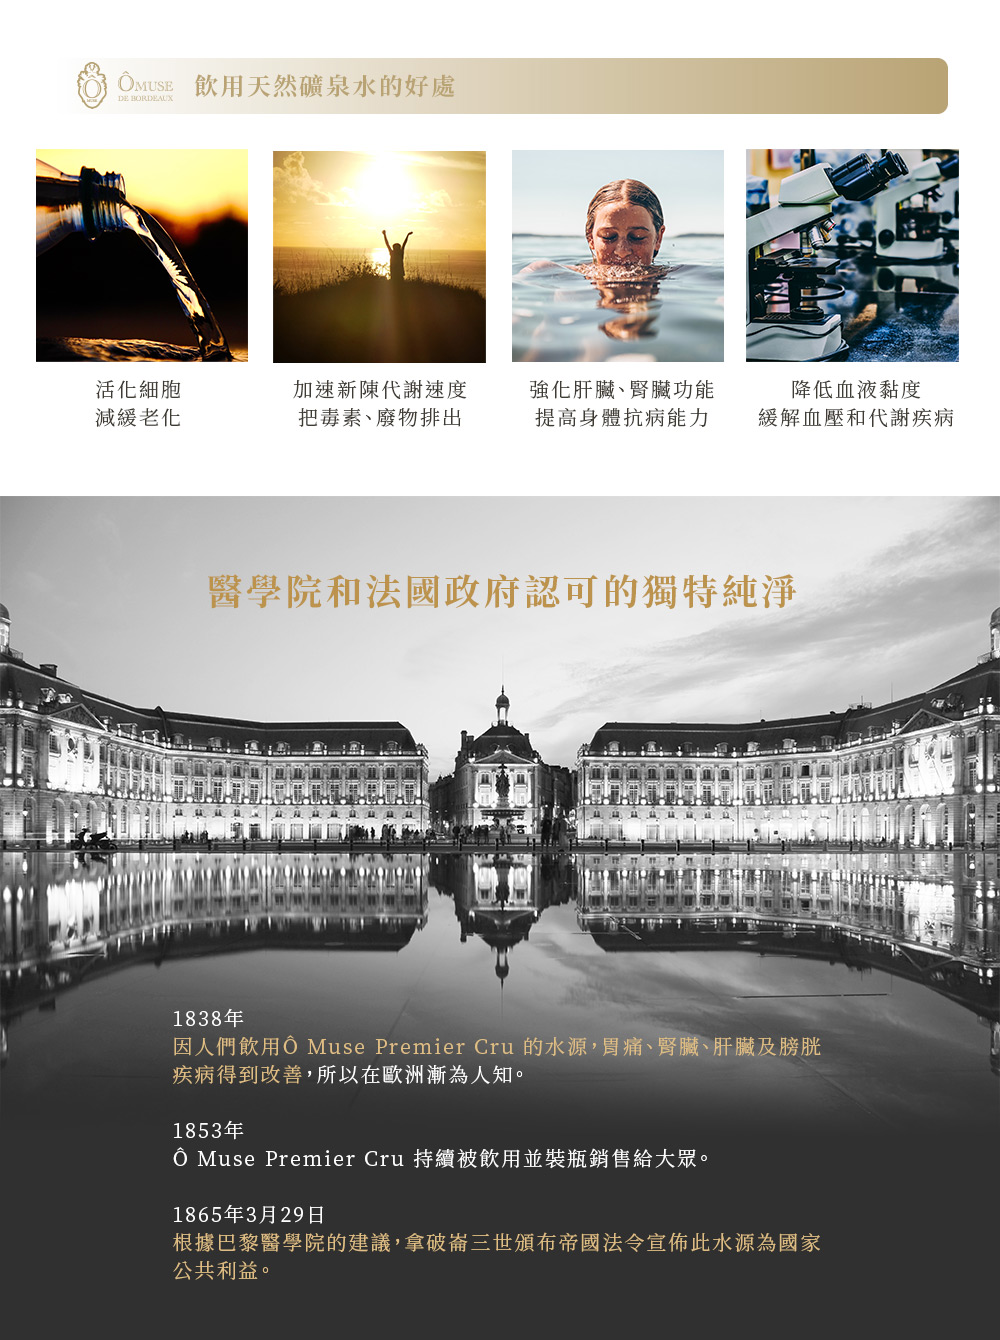 ÔMUSE
DE BORDEAUX
飲用天然礦泉水的好處
活化細胞
減緩老化
加速新陳代謝速度
把毒素、廢物排出
強化肝臟、腎臟功能
提高身體抗病能力
降低血液黏度
緩解血壓和代謝疾病
醫學院和法國政府認可的獨特純淨
1838年
因人們飲用Ô Muse Premier Cru 的水源，胃痛、腎臟、肝臟及膀胱
疾病得到改善，所以在歐洲漸為人知。
1853年
Ô Muse Premier Cru 持續被飲用並裝瓶銷售給大眾。
1865年3月29日
根據巴黎醫學院的建議，拿破崙三世頒布帝國法令宣佈此水源為國家
公共利益。